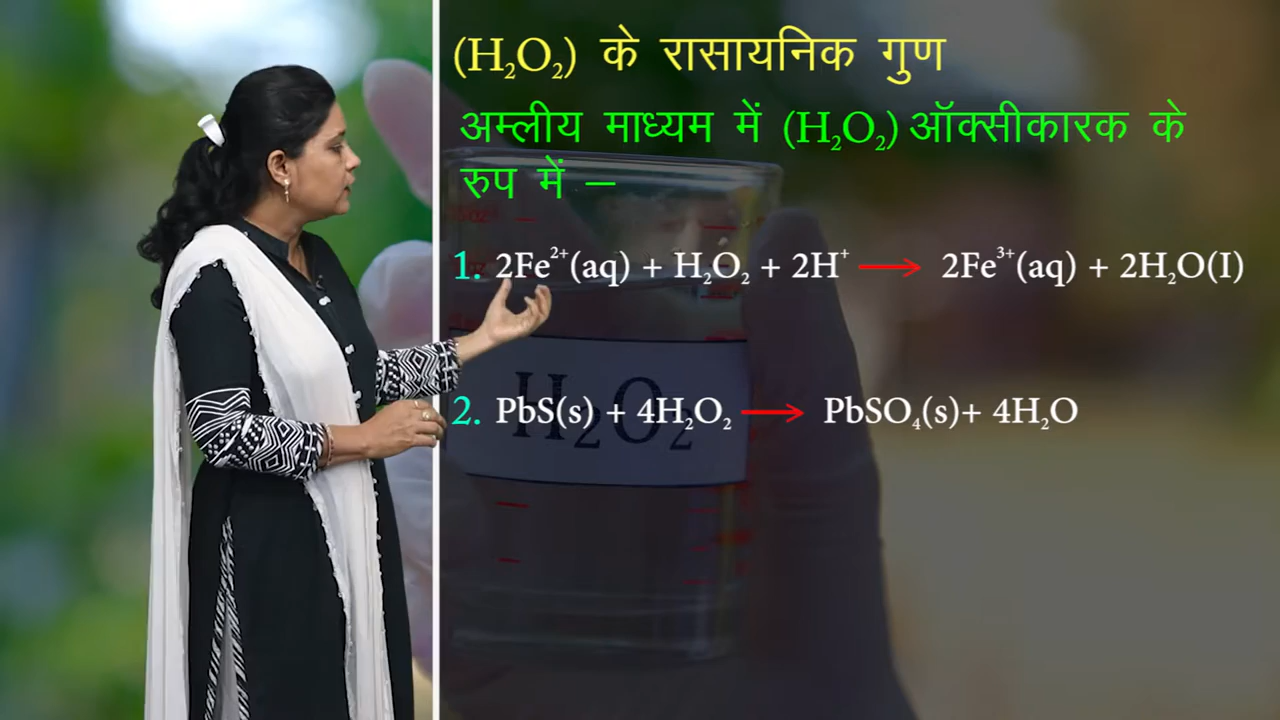 (H₂O₂) के रासायनिक गुण
अम्लीय माध्यम में (H₂O₂) ऑक्सीकारक के
रुप में –
1. 2Fe²⁺(aq) + H₂O₂ + 2H⁺ → 2Fe³⁺(aq) + 2H₂O(I)
2. PbS(s) + 4H₂O₂ → PbSO₄(s)+ 4H₂O
H₂O₂